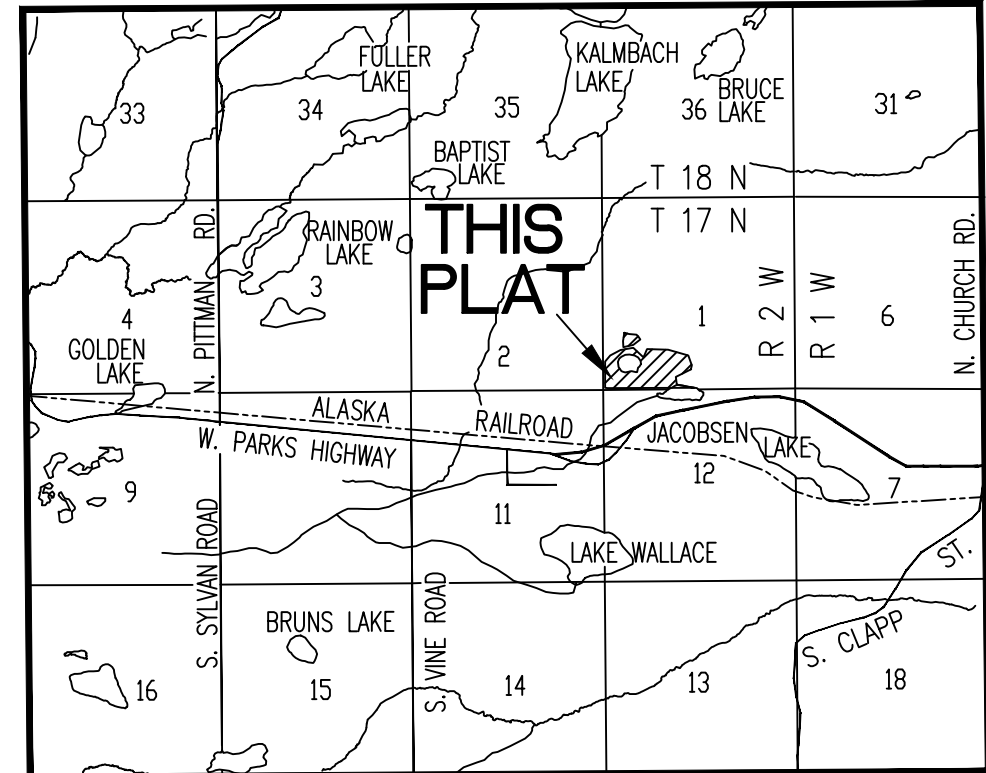 FULLER
LAKE
KALMBACH
LAKE
BRUCE
LAKE
33
34
35
36
31
BAPTIST
LAKE
T 18 N
T 17 N
THIS
PLAT
N. PITTMAN RD.
RAINBOW
LAKE
3
4
GOLDEN
LAKE
2
1
R 2 W
R 1 W
6
N. CHURCH RD.
ALASKA RAILROAD
W. PARKS HIGHWAY
JACOBSEN LAKE
9
11
12
7
LAKE WALLACE
S. SYLVAN ROAD
S. VINE ROAD
BRUNS LAKE
S. CLAPP ST.
16
15
14
13
18